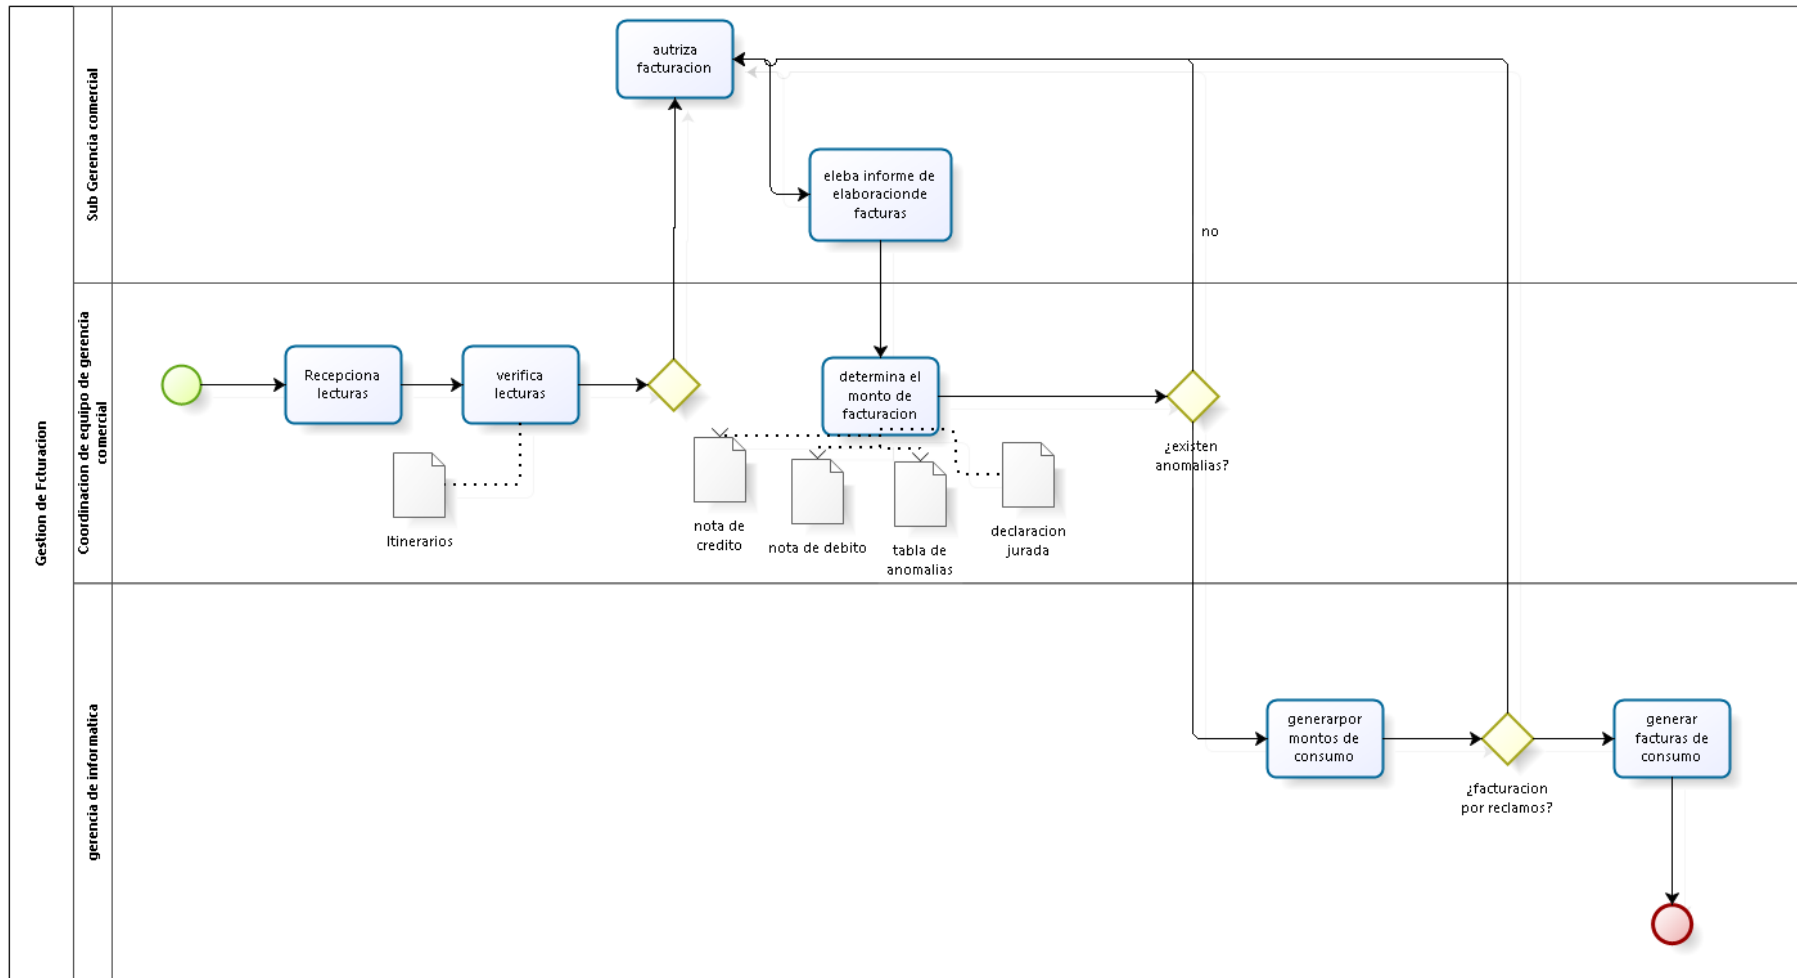 Gestion de Fcturacion
Sub Gerencia comercial
autriza
facturacion
eleba informe de
elaboracionde
facturas
no
Coordinacion de equipo de gerencia
comercial
Recepciona
lecturas
verifica
lecturas
determina el
monto de
facturacion
¿existen
anomalias?
Itinerarios
nota de
credito
nota de debito
tabla de
anomalias
declaracion
jurada
gerencia de informatica
generarpor
montos de
consumo
¿facturacion
por reclamos?
generar
facturas de
consumo